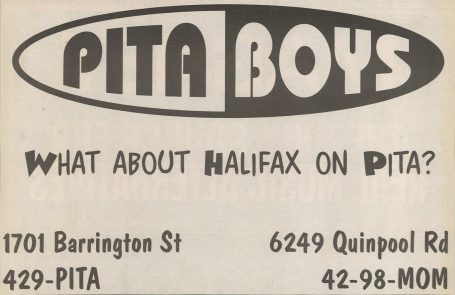 PITA BOYS
WHAT ABOUT HALIFAX ON PITA?
1701 Barrington St 6249 Quinpool Rd
429-PITA 42-98-MOM